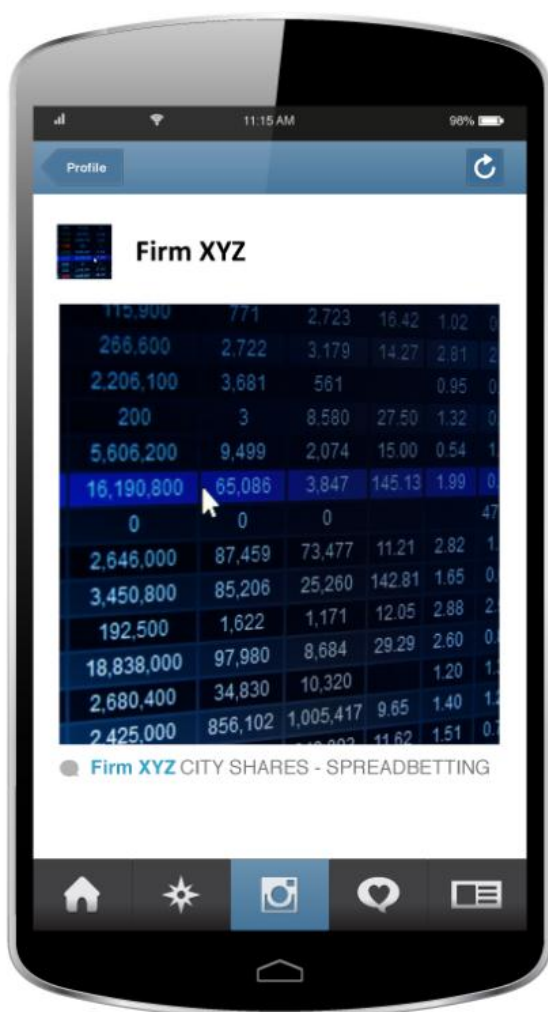 11:15 AM 98%
Profile
Firm XYZ
115,900 771 2,723 16.42 1.02
266,600 2,722 3,179 14.27 2.81
2,206,100 3,681 561 0.95
200 3 8.580 27.50 1.32
5,606,200 9,499 2,074 15.00 0.54
16,190,800 65,086 3,847 145.13 1.99
0 0 0 47
2,646,000 87,459 73,477 11.21 2.82
3,450,800 85,206 25,260 142.81 1.65
192,500 1,622 1,171 12.05 2.88
18,838,000 97,980 8,684 29.29 2.60
2,680,400 34,830 10,320 1.20
2,425,000 856,102 1,005,417 9.65 1.40
11.62 1.51
Firm XYZ CITY SHARES - SPREADBETTING